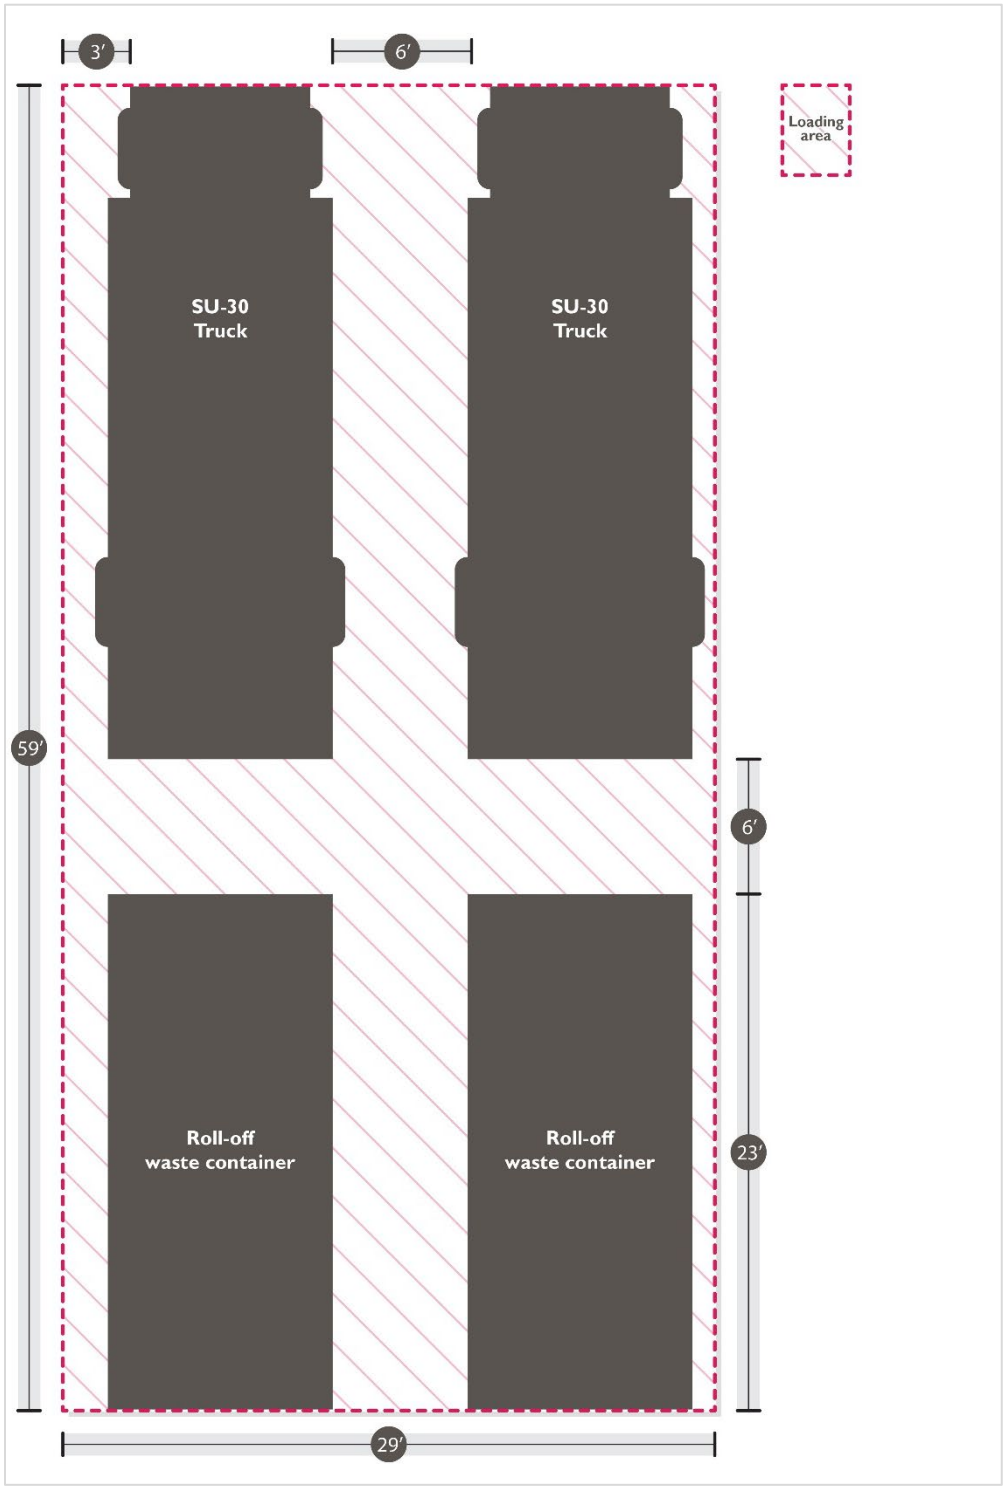 3′
6′
Loading
area
SU-30
Truck
SU-30
Truck
59′
6′
Roll-off
waste container
Roll-off
waste container
23′
29′